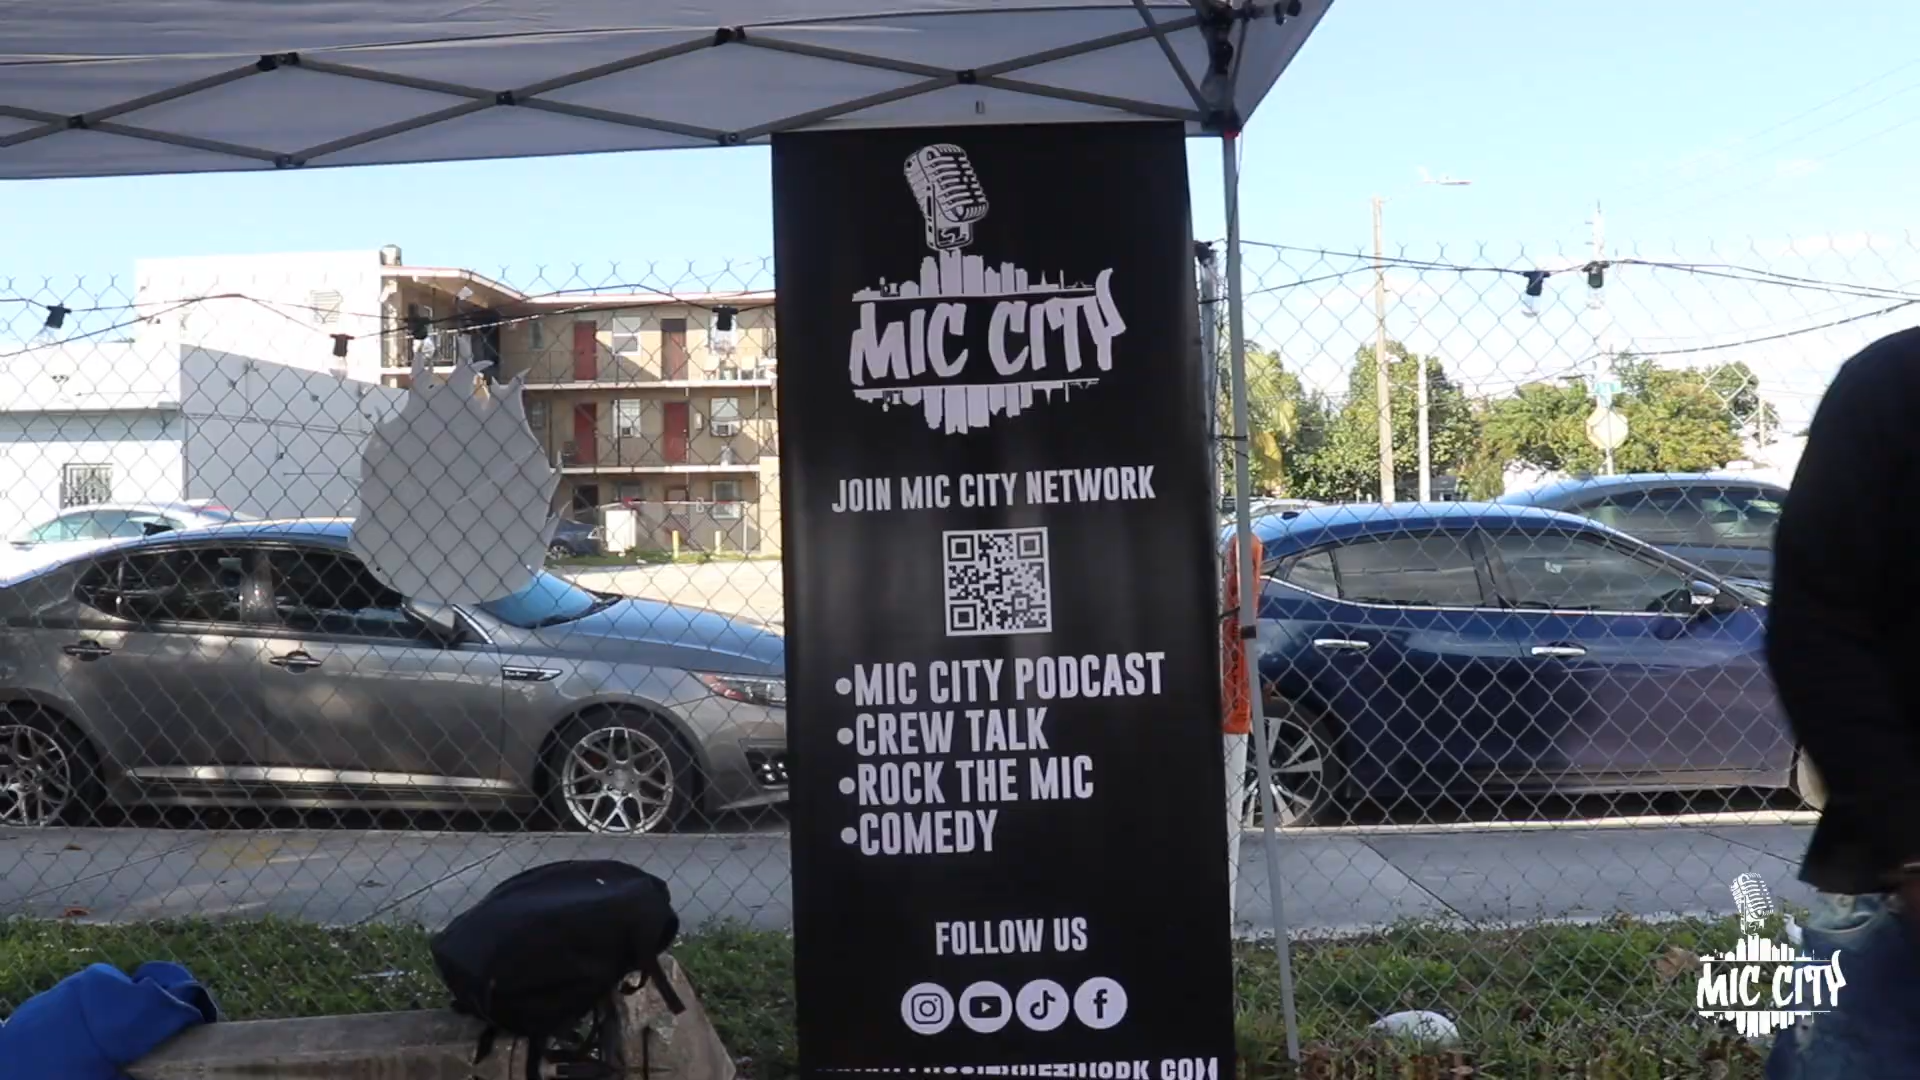 MIC CITY
JOIN MIC CITY NETWORK
•MIC CITY PODCAST
•CREW TALK
•ROCK THE MIC
•COMEDY
FOLLOW US
MIC CITY